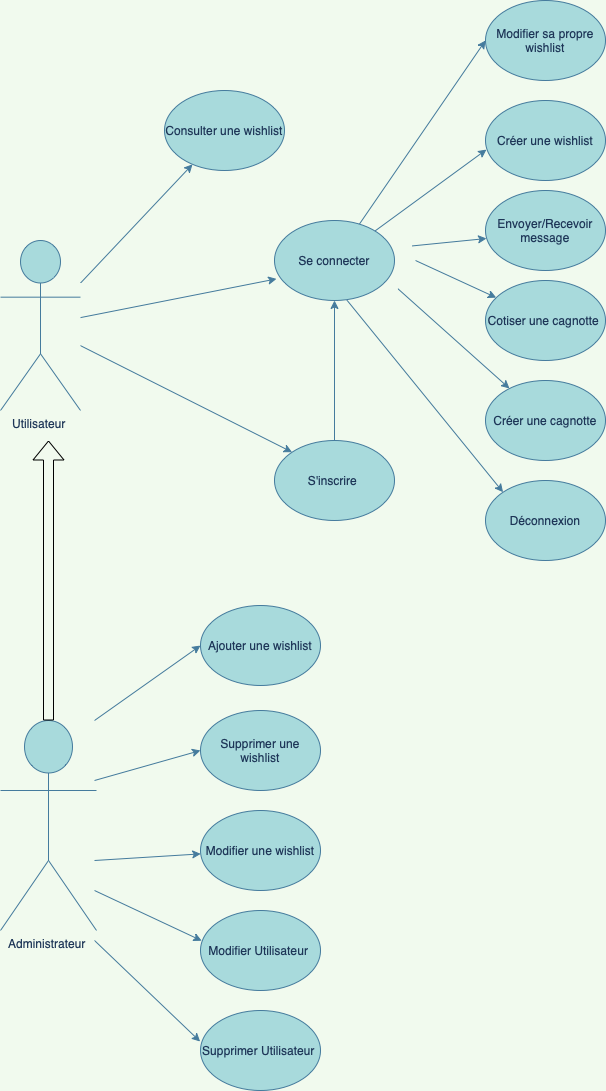 Modifier sa propre
wishlist
Consulter une wishlist
Créer une wishlist
Envoyer/Recevoir
message
Se connecter
Cotiser une cagnotte
Utilisateur
Créer une cagnotte
S'inscrire
Déconnexion
Ajouter une wishlist
Supprimer une
wishlist
Modifier une wishlist
Administrateur
Modifier Utilisateur
Supprimer Utilisateur